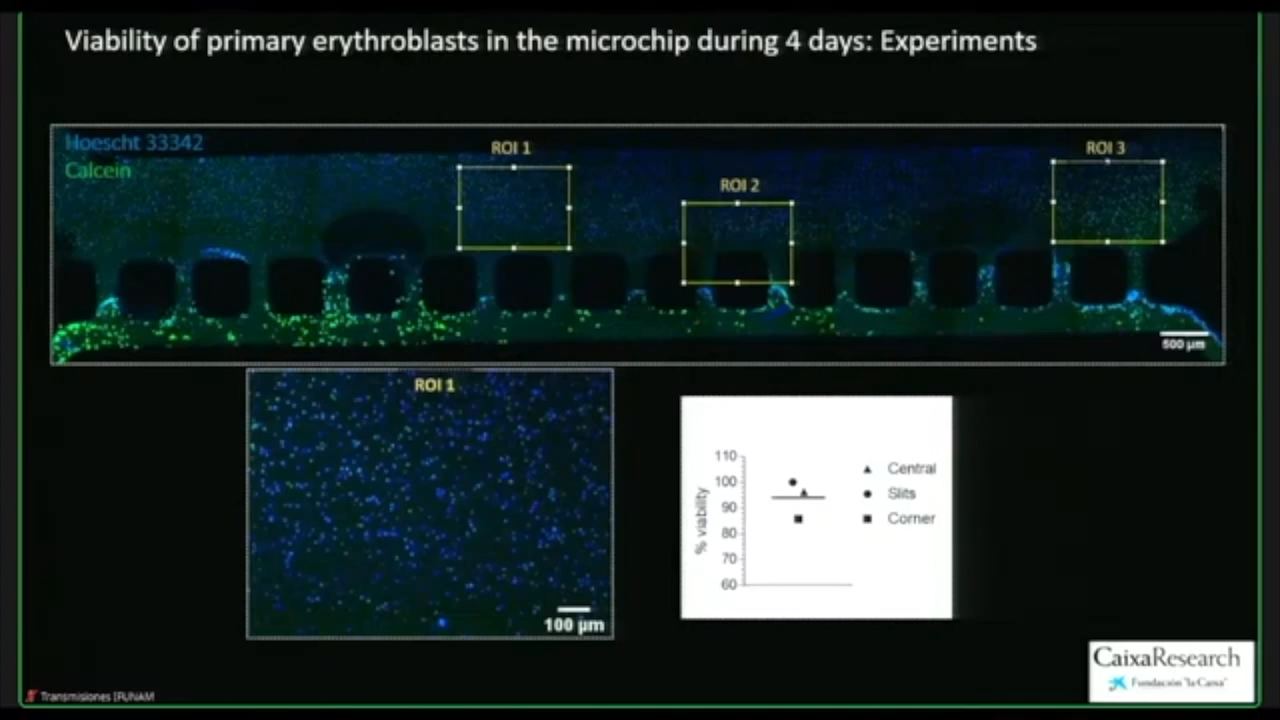 Viability of primary erythroblasts in the microchip during 4 days: Experiments
Hoescht 33342
Calcein
ROI 1
ROI 2
ROI 3
500 µm
ROI 1
100 µm
% viability
110
100
90
80
70
60
Central
Slits
Corner
CaixaResearch
Fundación "la Caixa"
Transmisiones IRUNAM